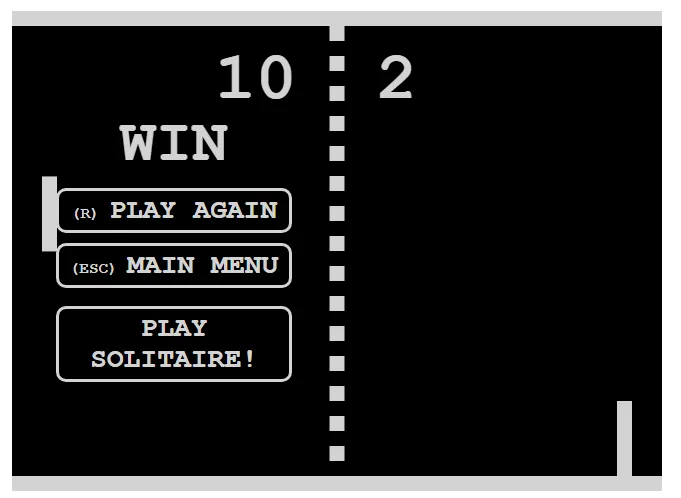 10 2
WIN
(R) PLAY AGAIN
(ESC) MAIN MENU
PLAY
SOLITAIRE!